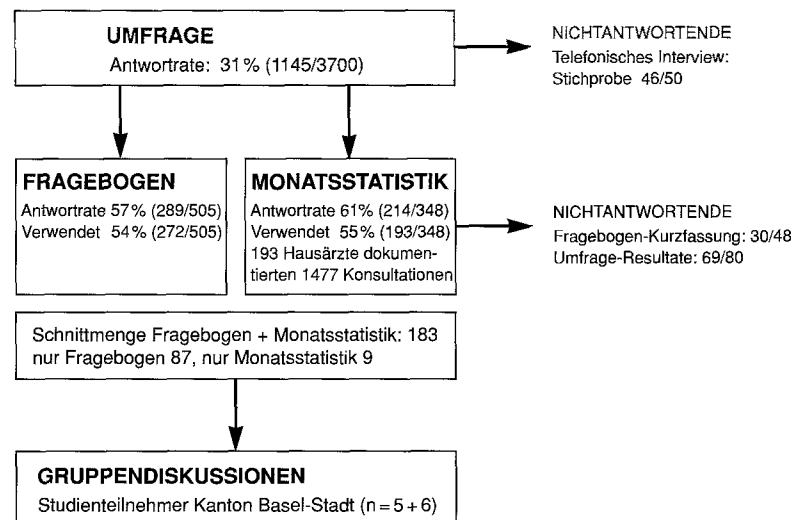 UMFRAGE
Antwortrate: 31% (1145/3700)
NICHTANTWORTENDE
Telefonisches Interview:
Stichprobe 46/50
FRAGEBOGEN
Antwortrate 57% (289/505)
Verwendet 54% (272/505)
MONATSSTATISTIK
Antwortrate 61% (214/348)
Verwendet 55% (193/348)
193 Hausärzte dokumen-
tierten 1477 Konsultationen
NICHTANTWORTENDE
Fragebogen-Kurzfassung: 30/48
Umfrage-Resultate: 69/80
Schnittmenge Fragebogen + Monatsstatistik: 183
nur Fragebogen 87, nur Monatsstatistik 9
GRUPPENDISKUSSIONEN
Studienteilnehmer Kanton Basel-Stadt (n = 5 + 6)